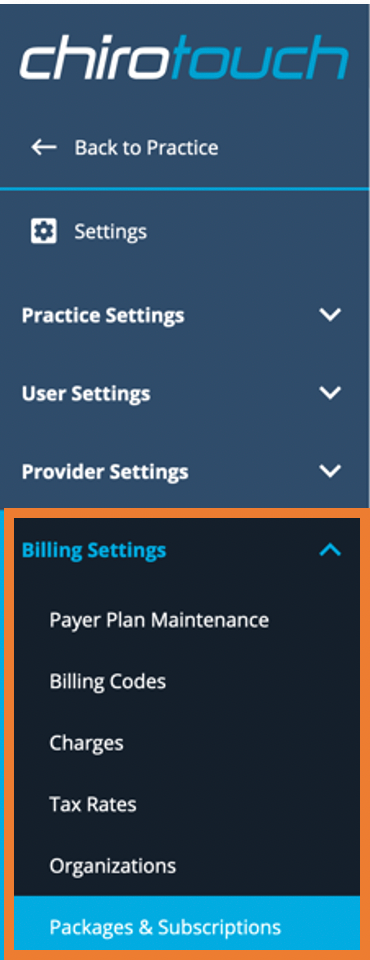 chirotouch
Back to Practice
Settings
Practice Settings
User Settings
Provider Settings
Billing Settings
Payer Plan Maintenance
Billing Codes
Charges
Tax Rates
Organizations
Packages & Subscriptions